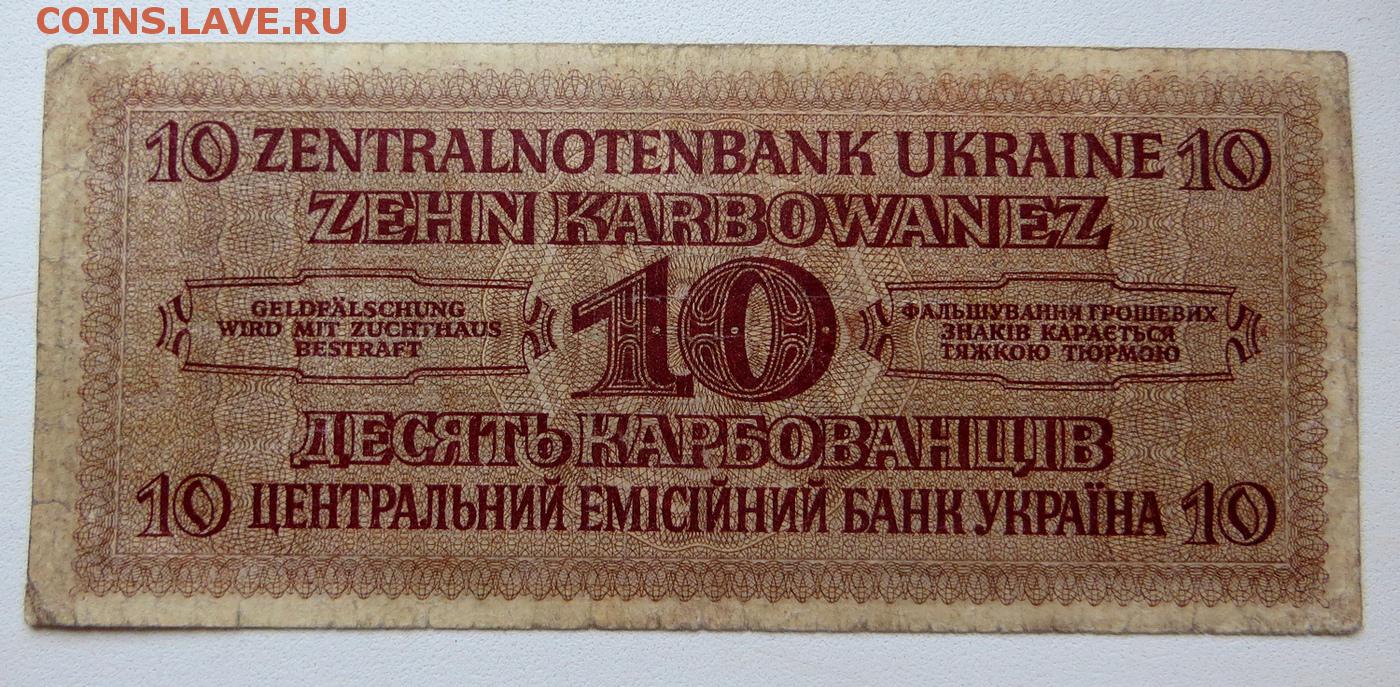 COINS.LAVE.RU
10 ZENTRALNOTENBANK UKRAINE 10
ZEHN KARBOWANEZ
GELDFÄLSCHUNG
WIRD MIT ZUCHTHAUS
BESTRAFT
10
ФАЛЬШУВАННЯ ГРОШЕВИХ
ЗНАКІВ КАРАЄТЬСЯ
ТЯЖКОЮ ТЮРМОЮ
ДЕСЯТЬ КАРБОВАНЦІВ
10 ЦЕНТРАЛЬНИЙ ЕМІСІЙНИЙ БАНК УКРАЇНА 10